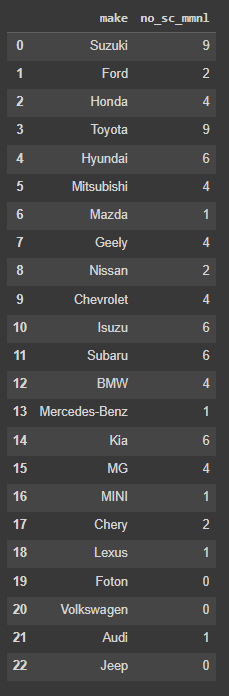 make no_sc_mmnl
0 Suzuki 9
1 Ford 2
2 Honda 4
3 Toyota 9
4 Hyundai 6
5 Mitsubishi 4
6 Mazda 1
7 Geely 4
8 Nissan 2
9 Chevrolet 4
10 Isuzu 6
11 Subaru 6
12 BMW 4
13 Mercedes-Benz 1
14 Kia 6
15 MG 4
16 MINI 1
17 Chery 2
18 Lexus 1
19 Foton 0
20 Volkswagen 0
21 Audi 1
22 Jeep 0